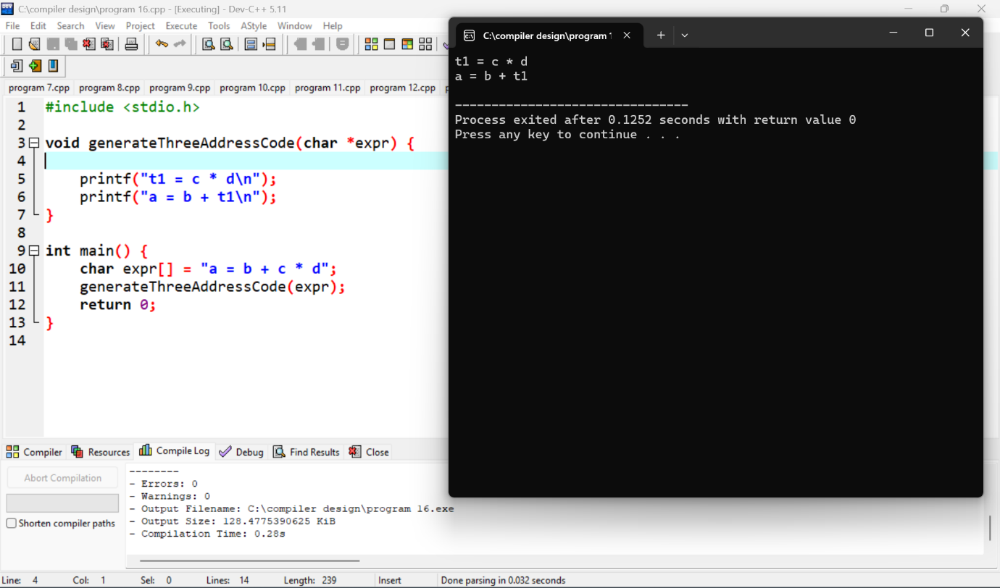 C:\compiler design\program 16.cpp - [Executing] - Dev-C++ 5.11
File Edit Search View Project Execute Tools AStyle Window Help
program 7.cpp program 8.cpp program 9.cpp program 10.cpp program 11.cpp program 12.cpp
1 #include <stdio.h>
2
3 void generateThreeAddressCode(char *expr) {
4
5 printf("t1 = c * d\n");
6 printf("a = b + t1\n");
7 }
8
9 int main() {
10 char expr[] = "a = b + c * d";
11 generateThreeAddressCode(expr);
12 return 0;
13 }
14
C:\compiler design\program
t1 = c * d
a = b + t1
--------------------------------
Process exited after 0.1252 seconds with return value 0
Press any key to continue . . .
Compiler Resources Compile Log Debug Find Results Close
Abort Compilation
Shorten compiler paths
--------
- Errors: 0
- Warnings: 0
- Output Filename: C:\compiler design\program 16.exe
- Output Size: 128.4775390625 KiB
- Compilation Time: 0.28s
Line: 4 Col: 1 Sel: 0 Lines: 14 Length: 239 Insert Done parsing in 0.032 seconds